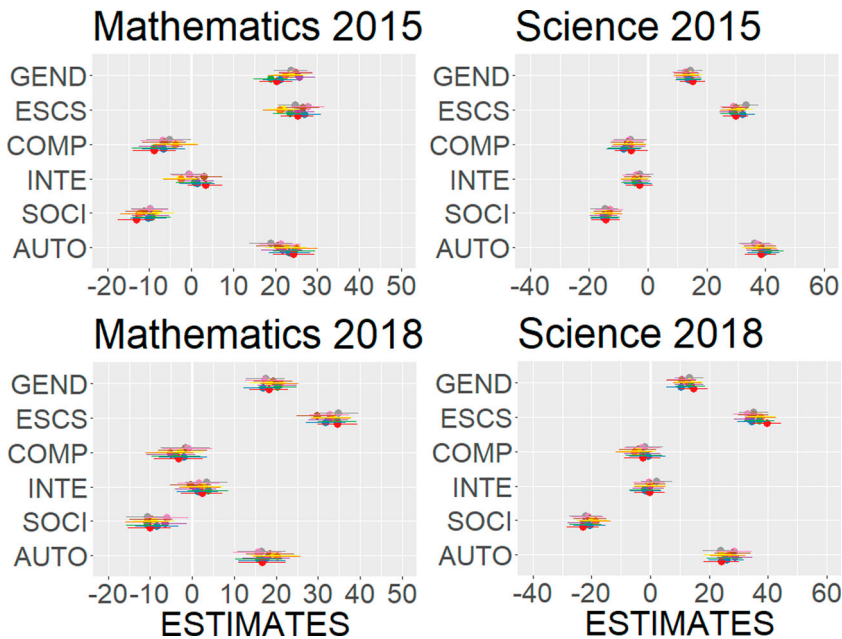 Mathematics 2015 Science 2015
GEND GEND
ESCS ESCS
COMP COMP
INTE INTE
SOCI SOCI
AUTO AUTO
-20 -10 0 10 20 30 40 50 -40 -20 0 20 40 60
Mathematics 2018 Science 2018
GEND GEND
ESCS ESCS
COMP COMP
INTE INTE
SOCI SOCI
AUTO AUTO
-20 -10 0 10 20 30 40 50 -40 -20 0 20 40 60
ESTIMATES ESTIMATES